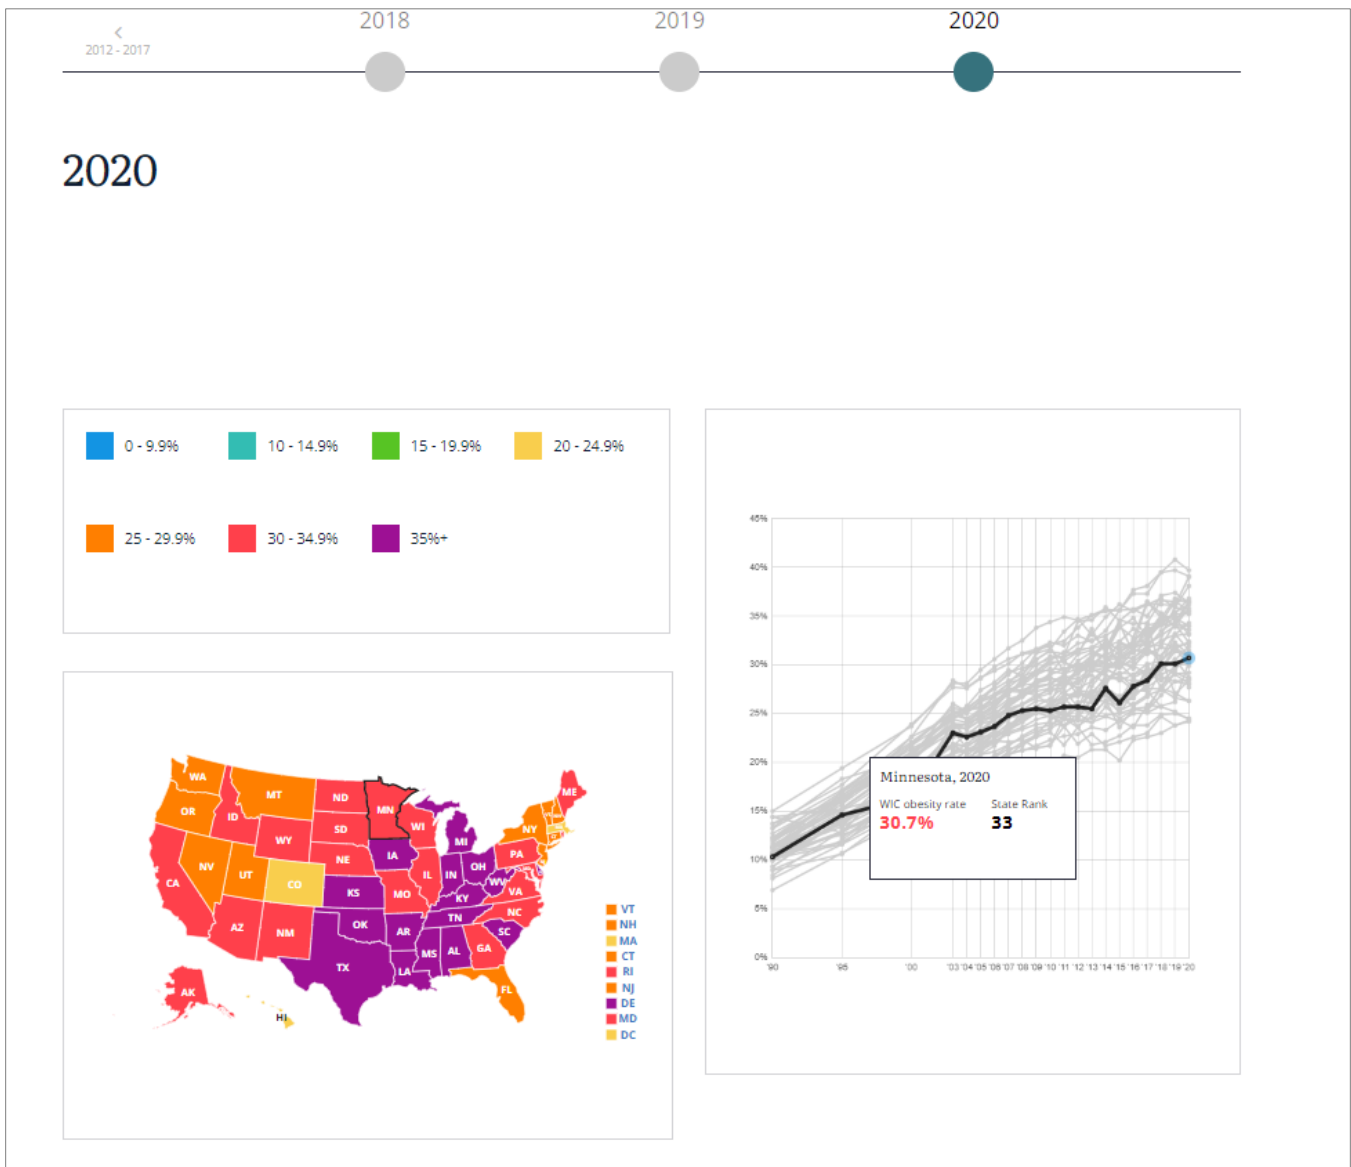 2018 2019 2020
<
2012 - 2017
2020
0 - 9.9% 10 - 14.9% 15 - 19.9% 20 - 24.9%
25 - 29.9% 30 - 34.9% 35%+
WA
MT
ND
MN
ME
OR
ID
WY
SD
WI
MI
NY
NV
UT
CO
NE
IA
IL
IN
OH
PA
CA
KS
MO
KY
WV
VA
AZ
NM
OK
AR
TN
NC
SC
TX
LA
MS
AL
GA
FL
AK
HI
VT
NH
MA
CT
RI
NJ
DE
MD
DC
45%
40%
35%
30%
25%
20%
15%
10%
5%
0%
'90 '95 '00 '03 '04 '05 '06 '07 '08 '09 '10 '11 '12 '13 '14 '15 '16 '17 '18 '19 '20
Minnesota, 2020
WIC obesity rate State Rank
30.7% 33